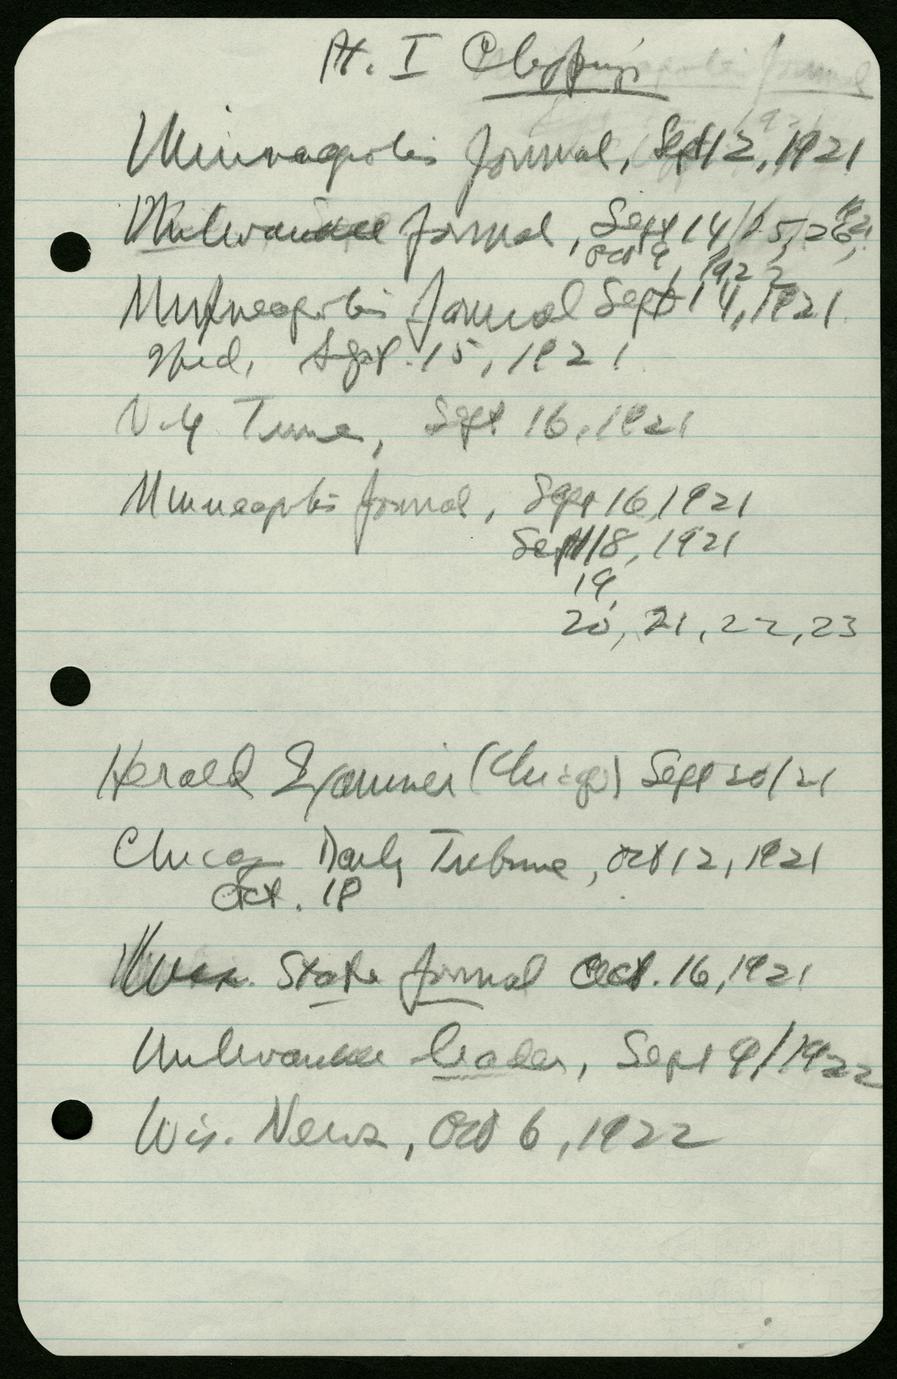 Pt. I Clippings
Minneapolis Journal, Sept 12, 1921
Milwaukee Journal, Sept 14/15, 26,
Oct 9 1922
Minneapolis Journal Sept 14, 1921
Wed, Sept. 15, 1921
N.Y Times, Sept 16, 1921
Minneapolis Journal, Sept 16, 1921
Sept 18, 1921
19,
20, 21, 22, 23
Herald Examiner (Chicago) Sept 20/21
Chicago Daily Tribune, Oct 12, 1921
Oct. 18
State Journal Oct. 16, 1921
Milwaukee Leader, Sept 9/1922
Wis. News, Oct 6, 1922